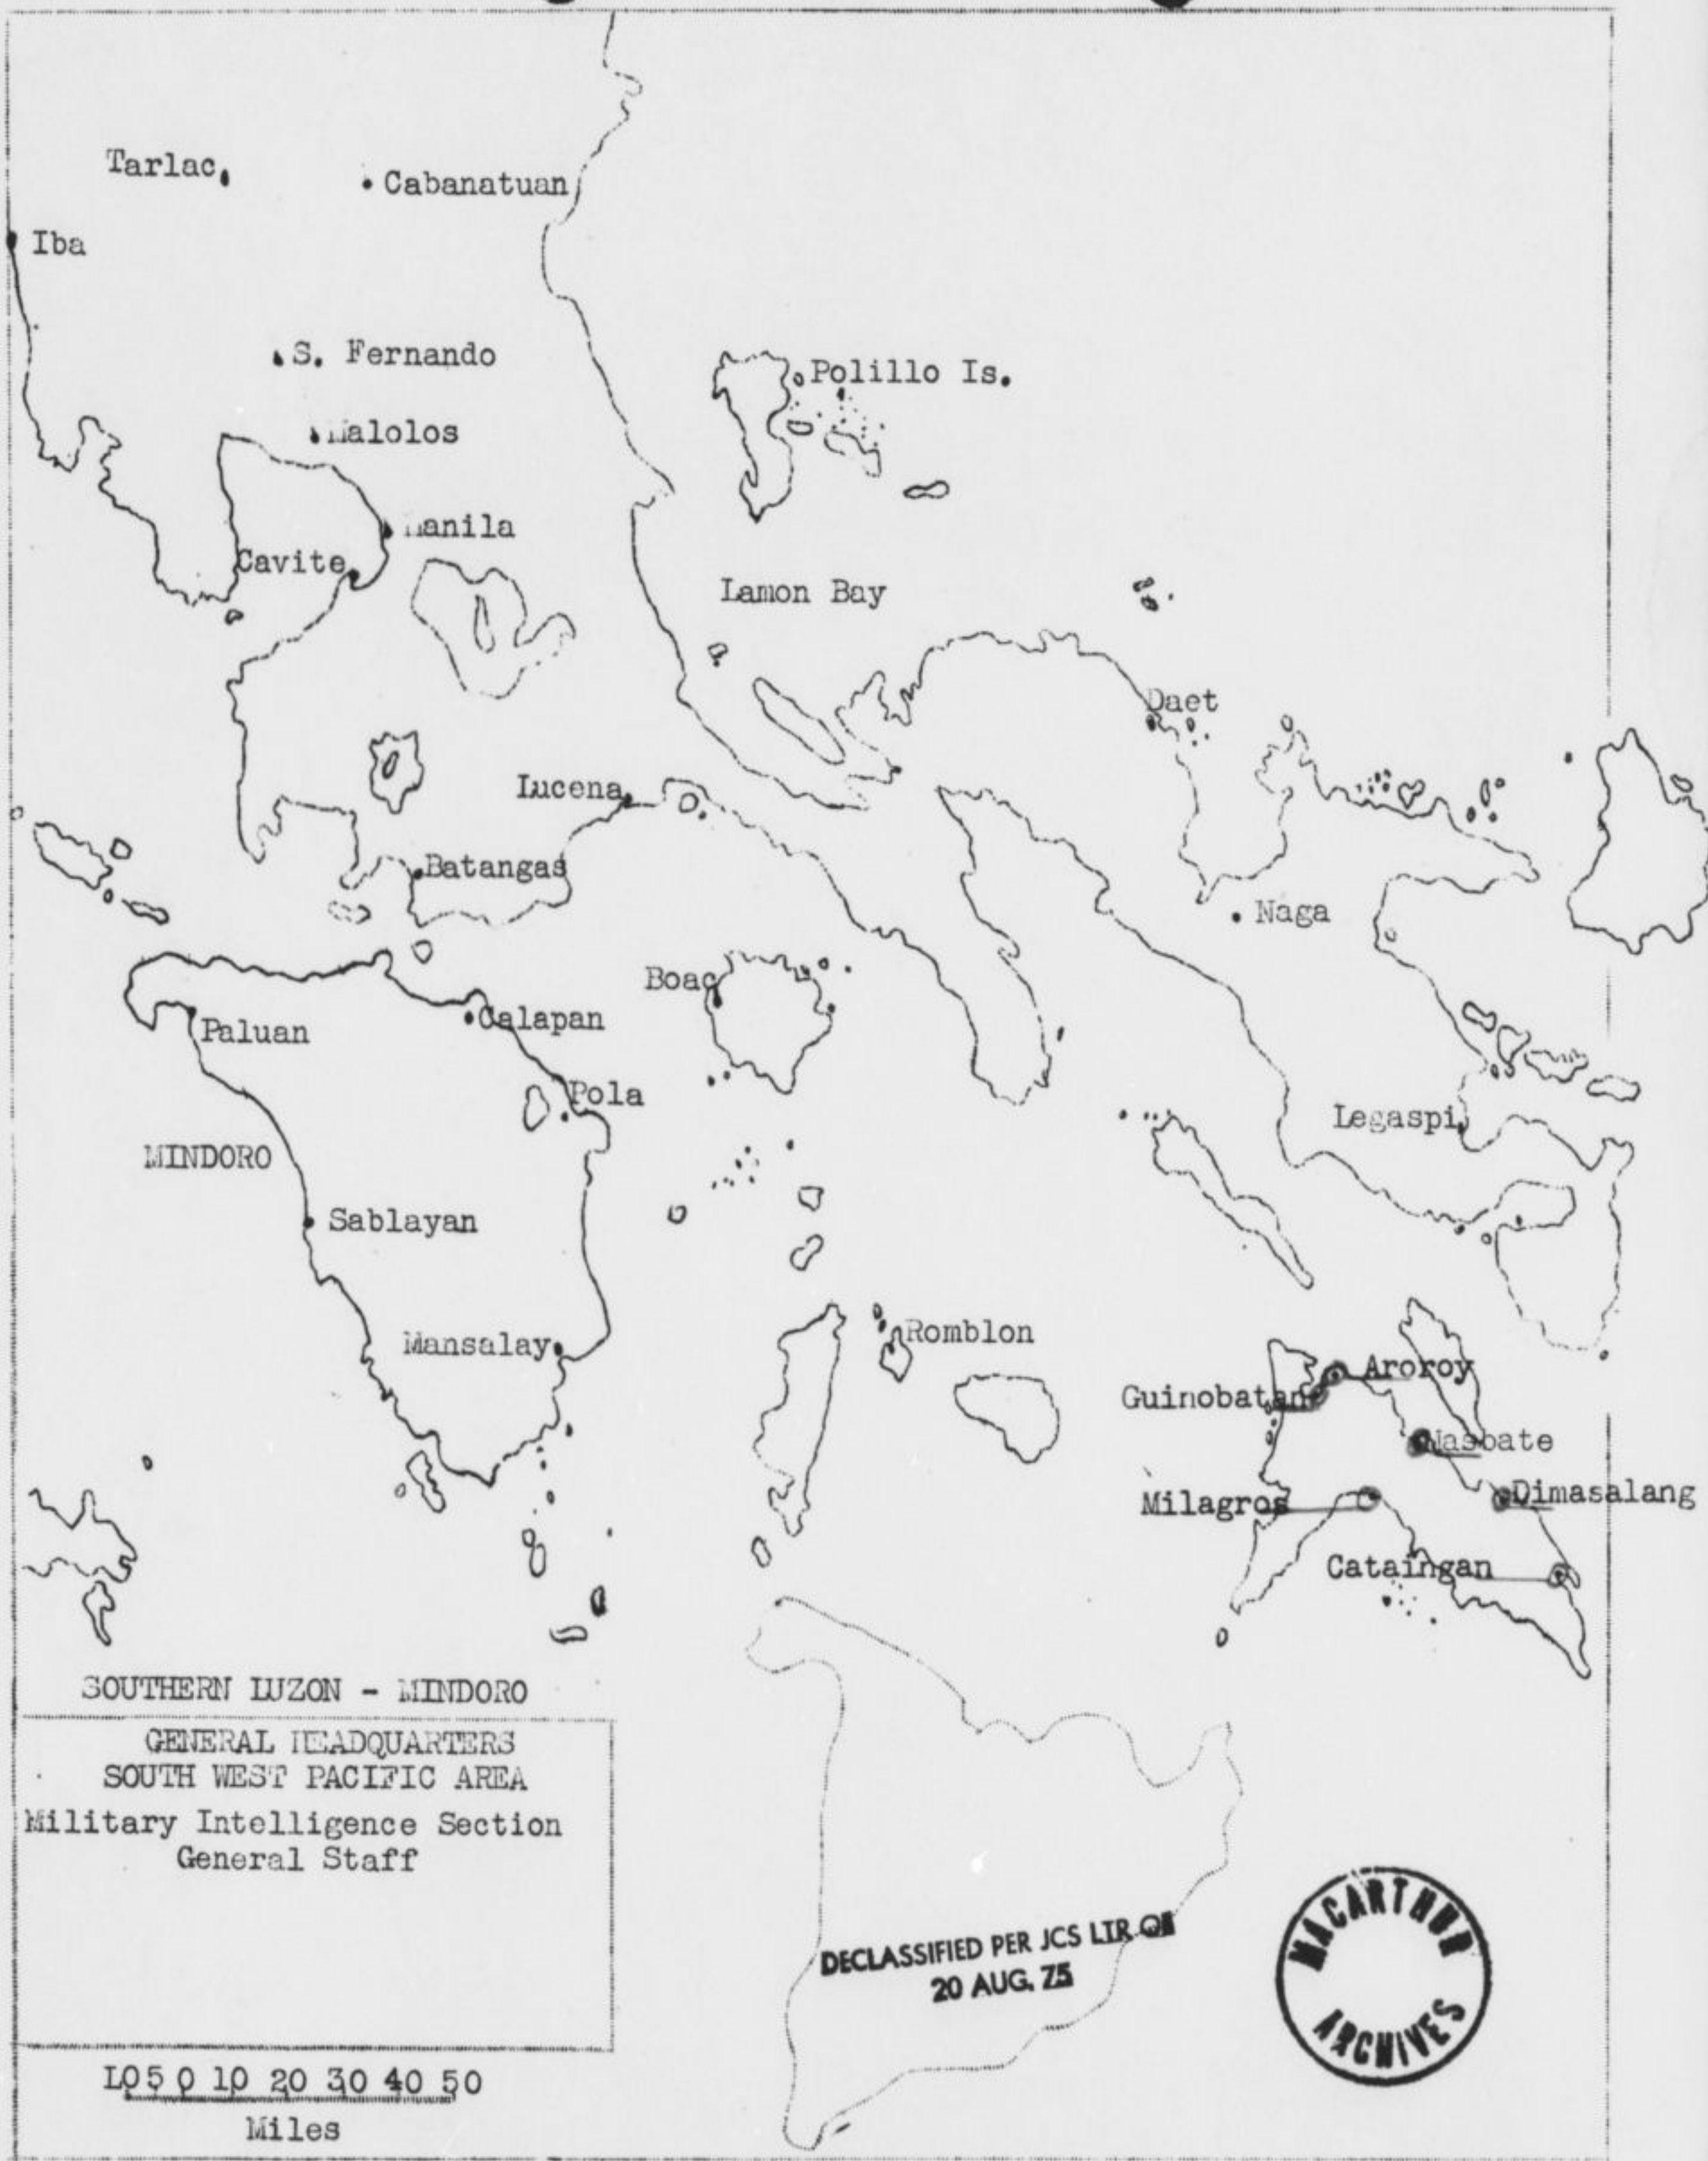 Tarlac
Cabanatuan
Iba
S. Fernando
Polillo Is.
Malolos
Manila
Cavite
Lamon Bay
Daet
Lucena
Batangas
Naga
Boac
Paluan
Calapan
Pola
Legaspi
MINDORO
Sablayan
Romblon
Mansalay
Aroroy
Guinobatan
Masbate
Milagros
Dimasalang
Cataingan
SOUTHERN LUZON - MINDORO
GENERAL HEADQUARTERS
SOUTH WEST PACIFIC AREA
Military Intelligence Section
General Staff
DECLASSIFIED PER JCS LTR OF
20 AUG. 75
MACARTHUR
ARCHIVES
10 5 0 10 20 30 40 50
Miles